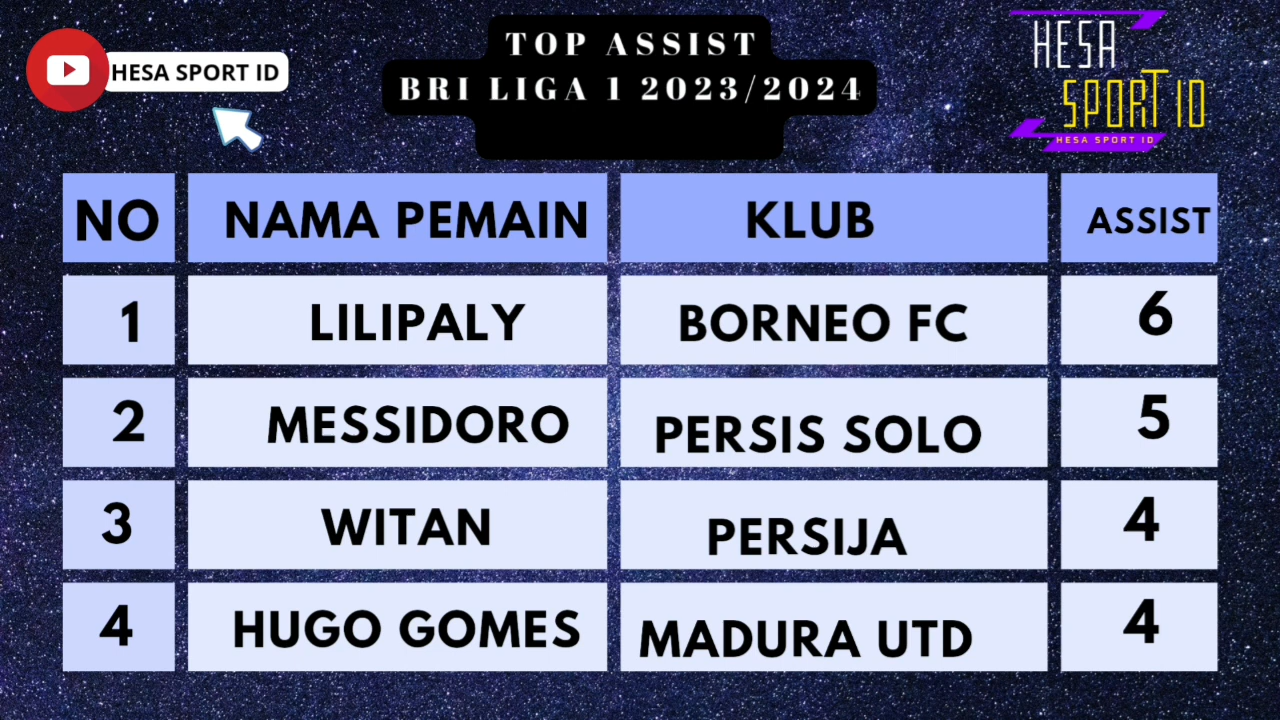 HESA SPORT ID
TOP ASSIST
BRI LIGA 1 2023/2024
HESA
SPORT ID
HESA SPORT ID
NO NAMA PEMAIN KLUB ASSIST
1 LILIPALY BORNEO FC 6
2 MESSIDORO PERSIS SOLO 5
3 WITAN PERSIJA 4
4 HUGO GOMES MADURA UTD 4